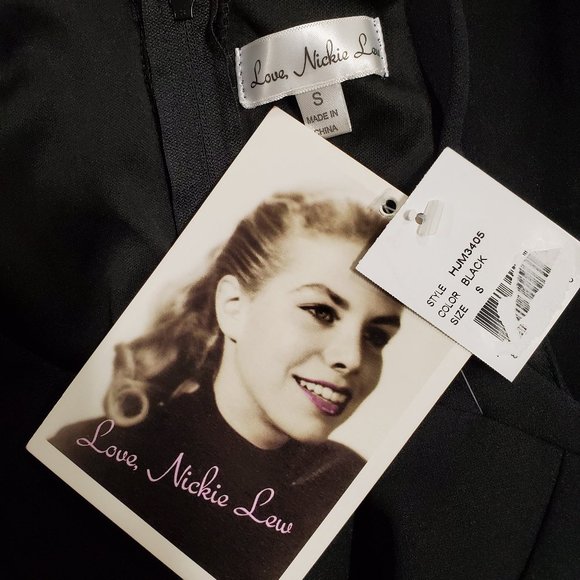 Love, Nickie Lew
S
MADE IN
CHINA
STYLE HJM3405
COLOR BLACK
SIZE S
Love, Nickie Lew